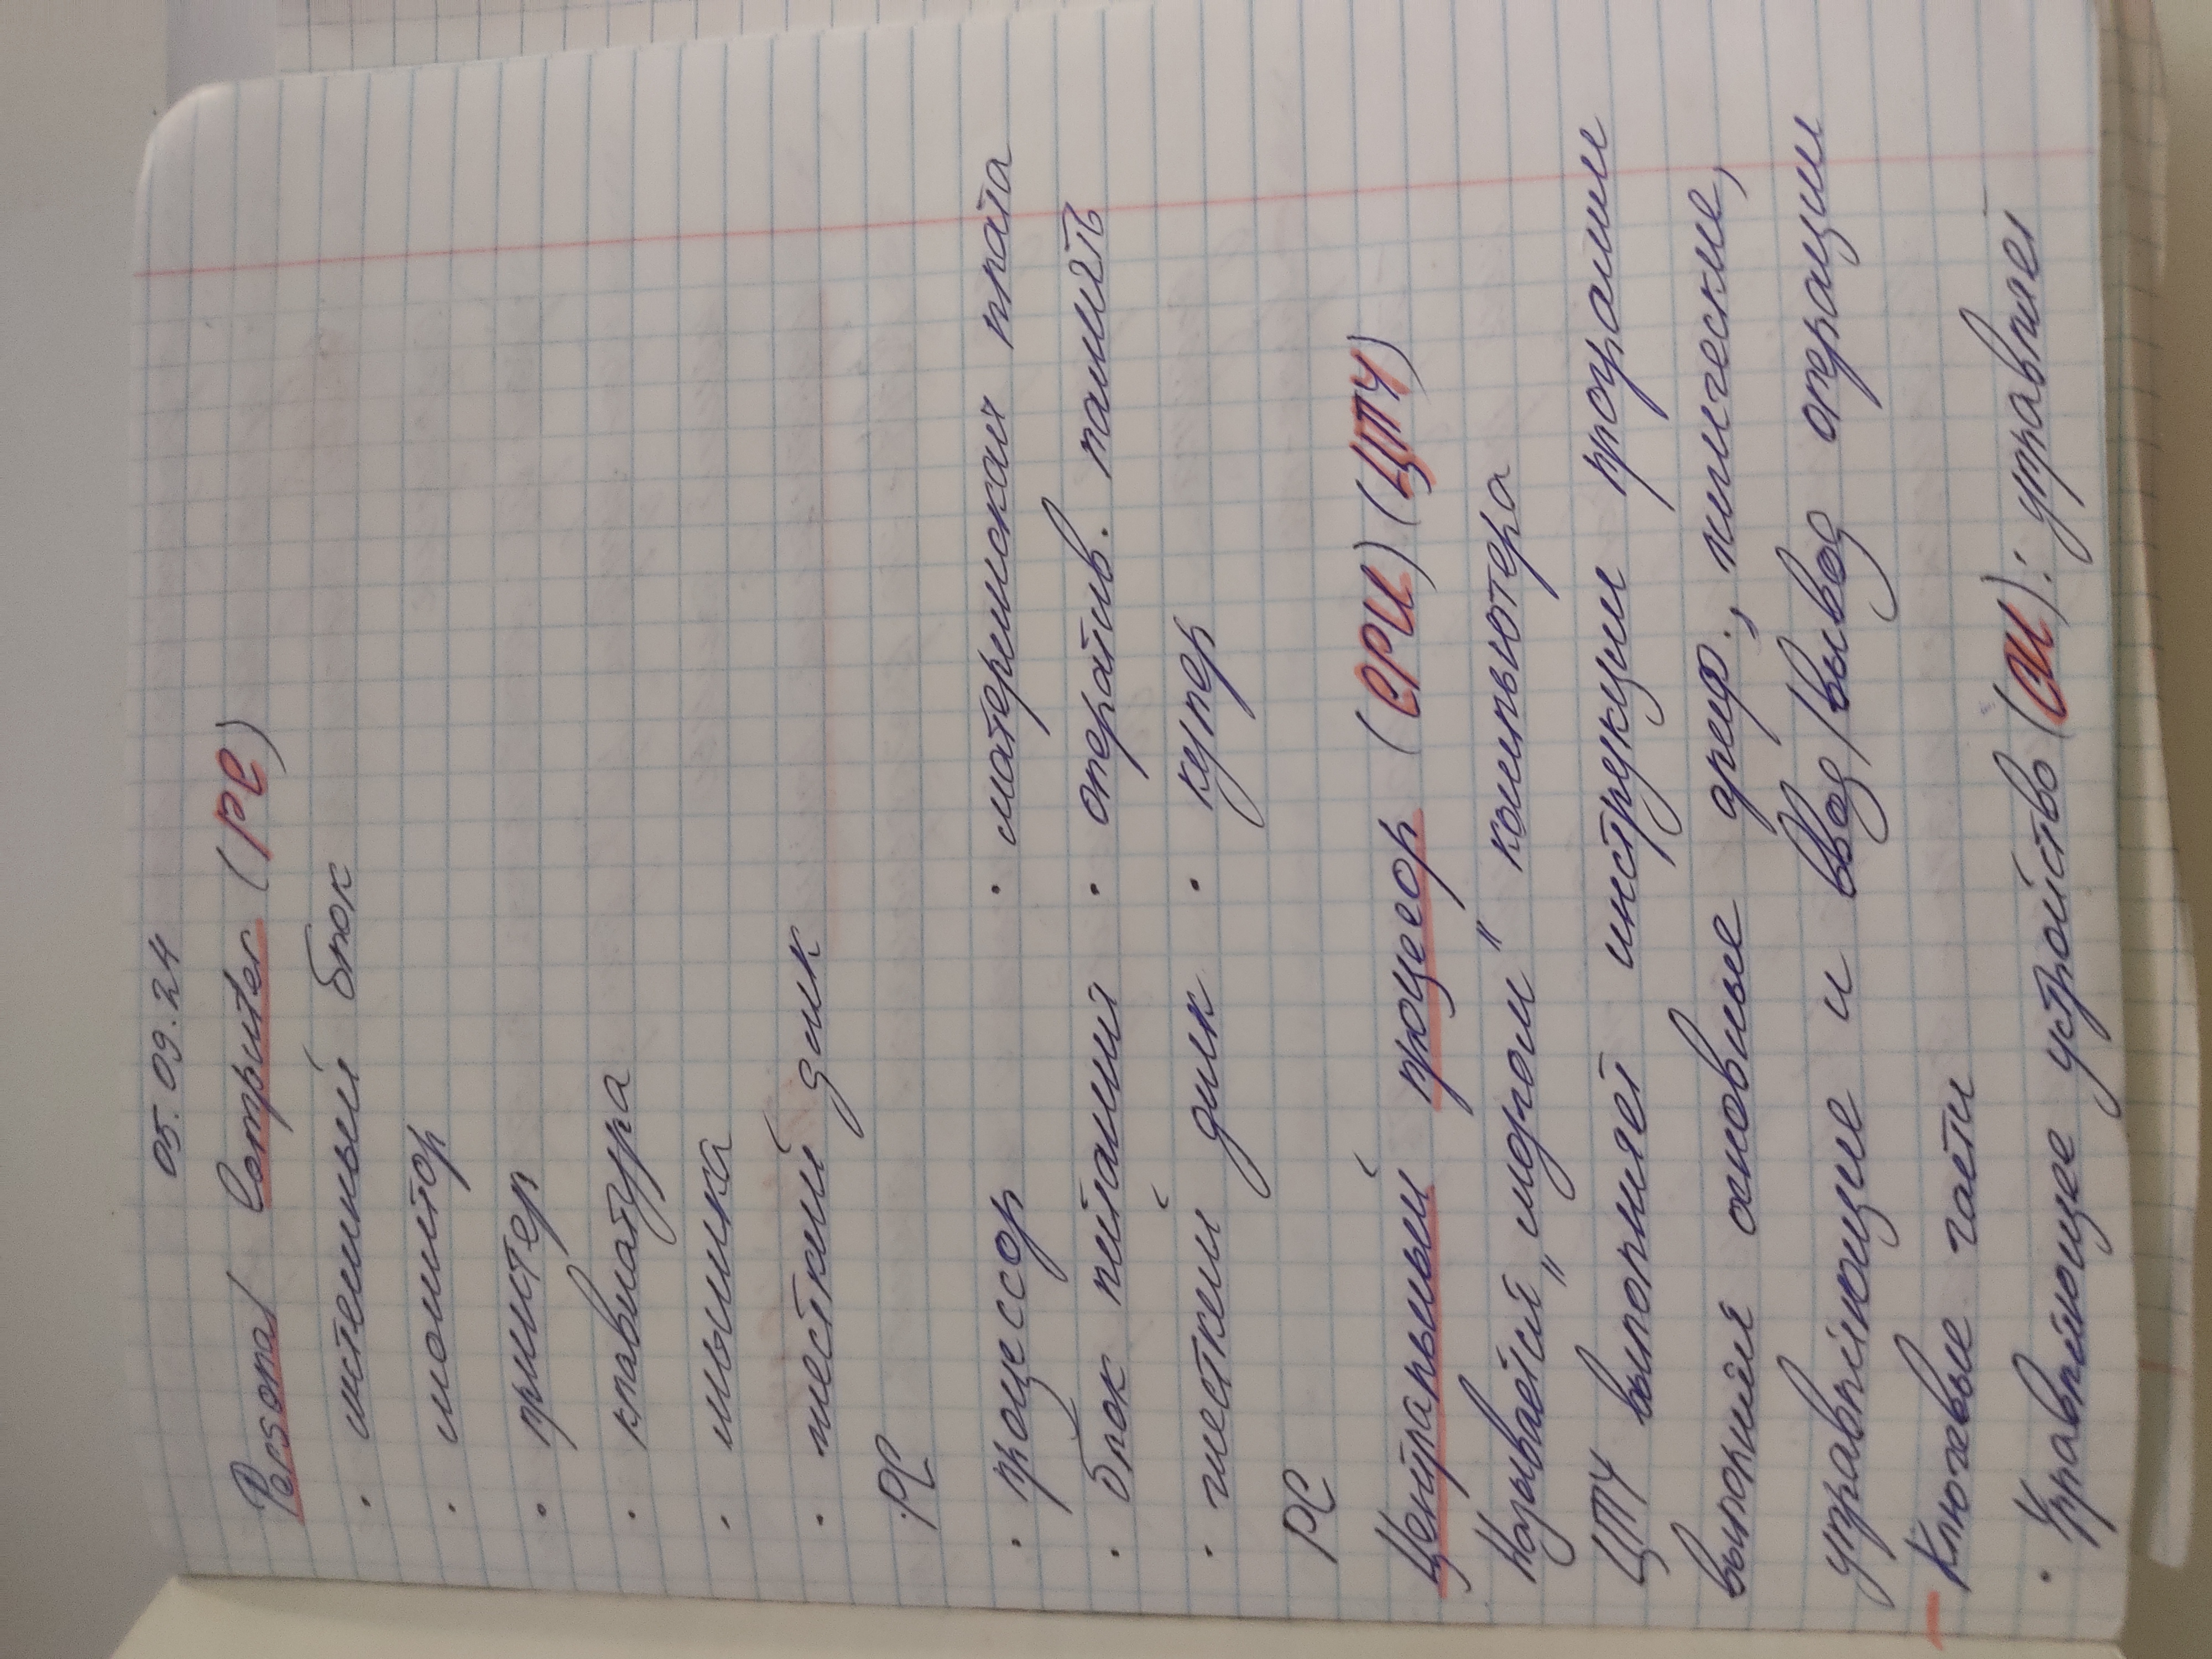 05.09.24
Personal Computer (PC)
· системный блок
· монитор
· принтер
· клавиатура
· мышка
· жесткий диск
PC
· процессор · материнская плата
· блок питания · оператив. память
· жесткий диск · кулер
PC
Центральный процесор (CPU) (ЦПУ)
Называется „мозгом" компьютера
ЦПУ выполняет инструкции программ
выполняя основные ариф., логические,
управляющие и ввод/вывод операции
Ключевые части
· Управляющее устройство (CU): управляет